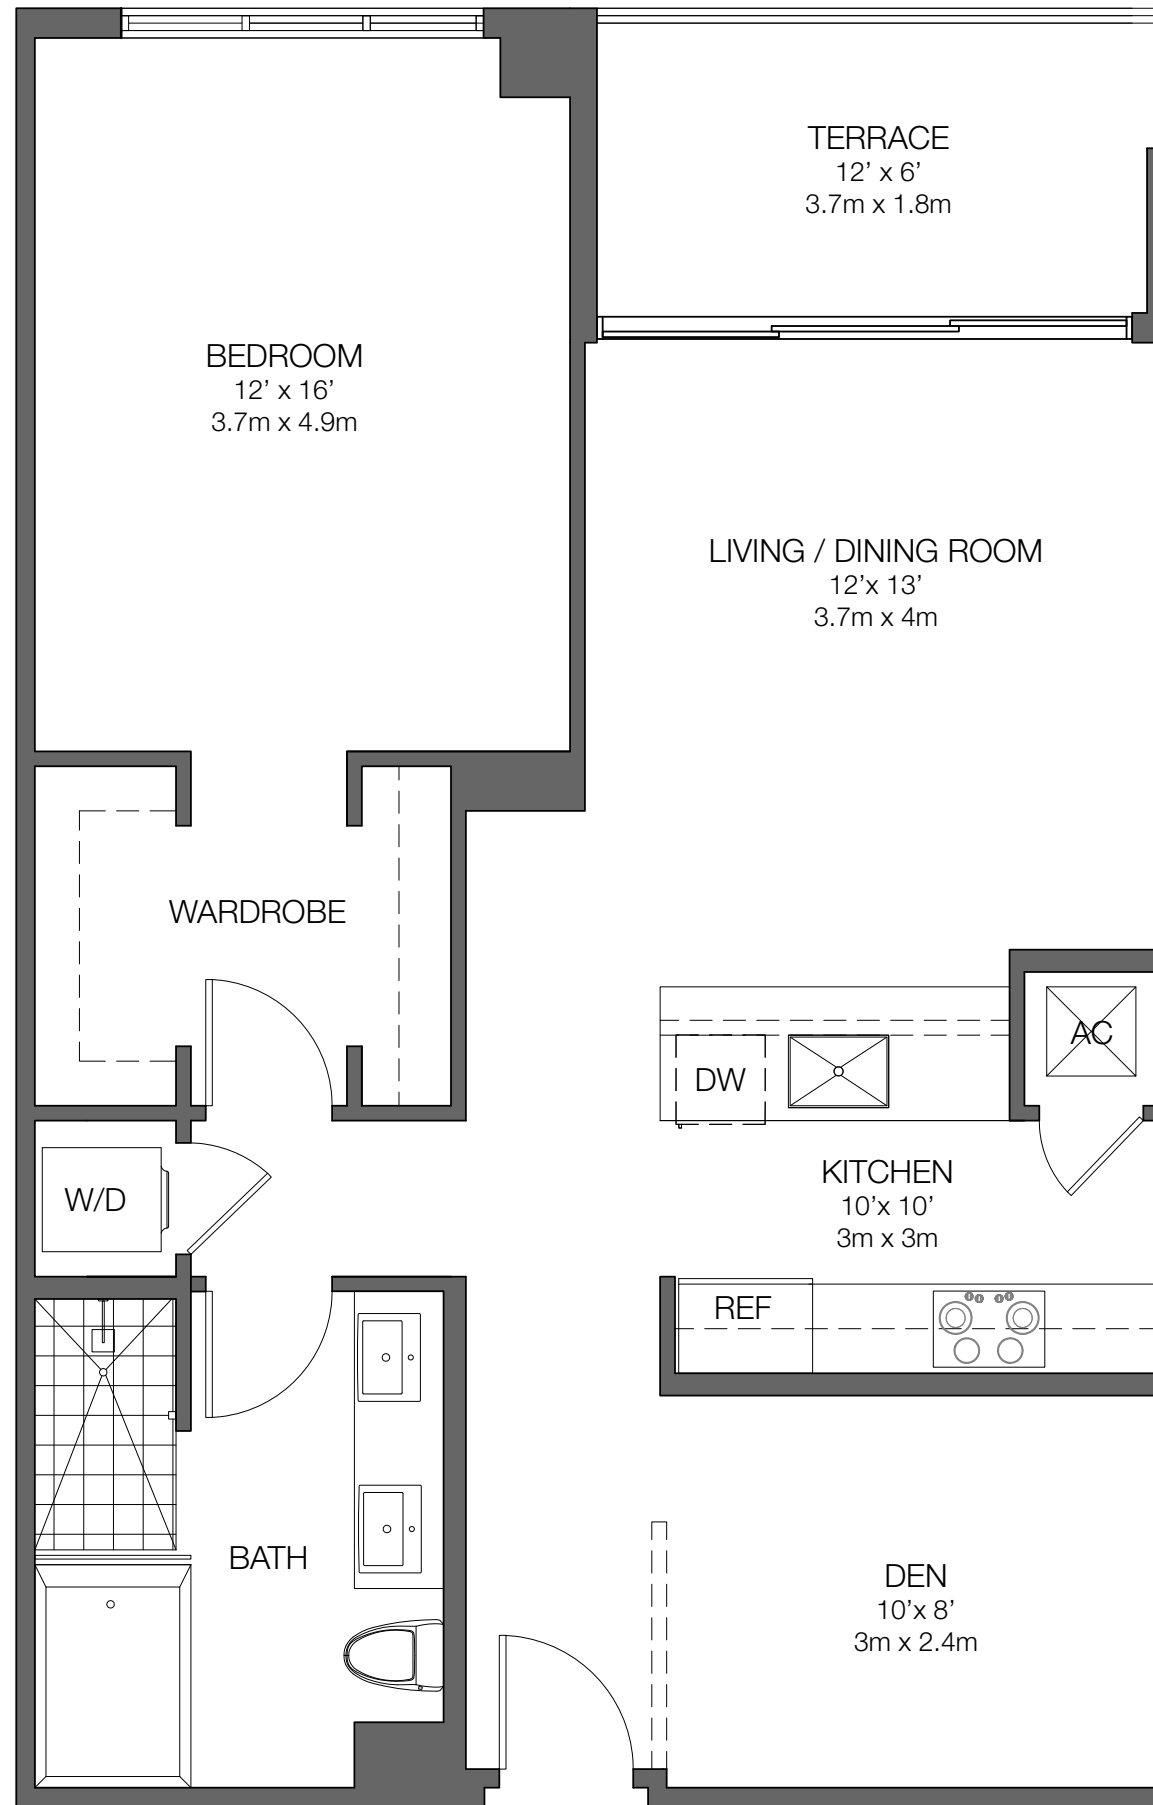 TERRACE
12’ x 6’
3.7m x 1.8m
BEDROOM
12’ x 16’
3.7m x 4.9m
LIVING / DINING ROOM
12’x 13’
3.7m x 4m
WARDROBE
AC
DW
KITCHEN
10’x 10’
3m x 3m
W/D
REF
BATH
DEN
10’x 8’
3m x 2.4m